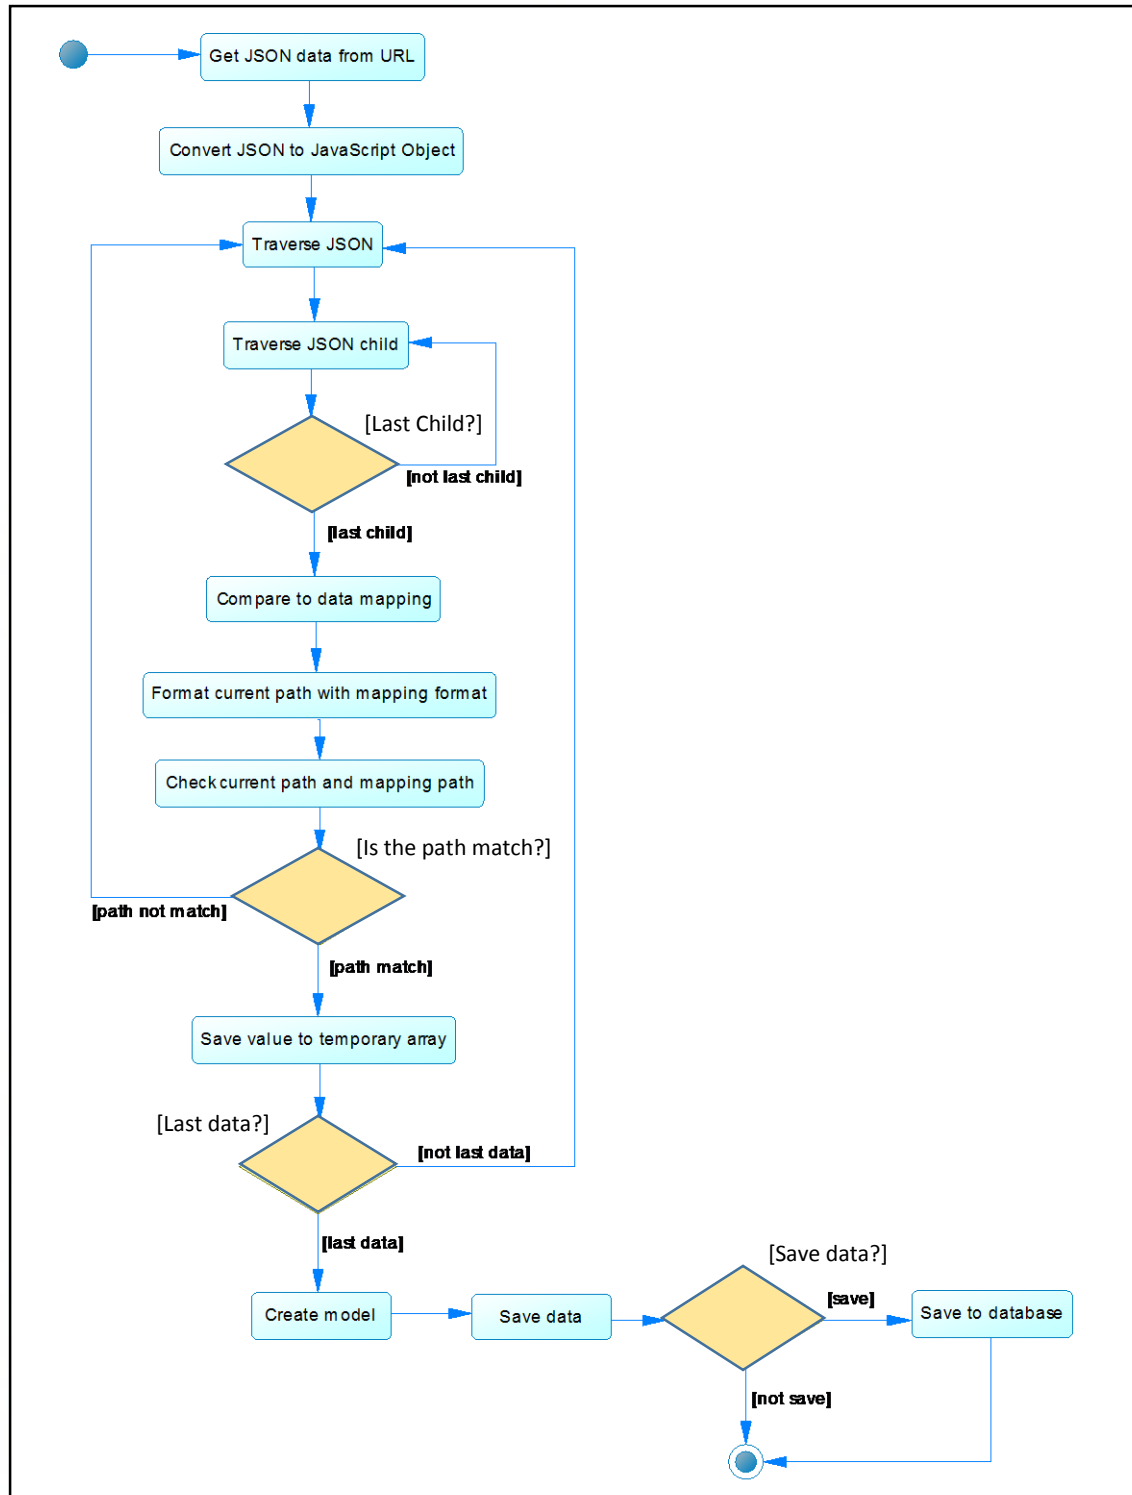 Get JSON data from URL
Convert JSON to JavaScript Object
Traverse JSON
Traverse JSON child
[Last Child?]
[not last child]
[last child]
Compare to data mapping
Format current path with mapping format
Check current path and mapping path
[Is the path match?]
[path not match]
[path match]
Save value to temporary array
[Last data?]
[not last data]
[last data]
Create model
Save data
[Save data?]
[save]
Save to database
[not save]